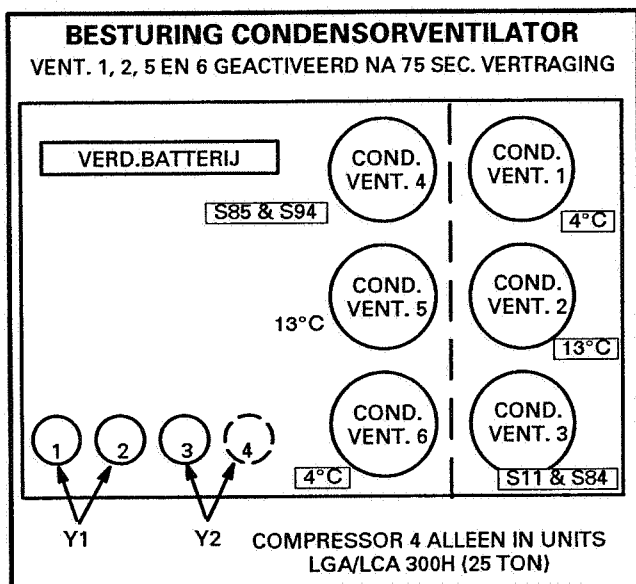 BESTURING CONDENSORVENTILATOR
VENT. 1, 2, 5 EN 6 GEACTIVEERD NA 75 SEC. VERTRAGING
VERD.BATTERIJ
COND.
VENT. 4
COND.
VENT. 1
S85 & S94
4°C
COND.
VENT. 5
COND.
VENT. 2
13°C
13°C
COND.
VENT. 6
COND.
VENT. 3
1
2
3
4
4°C
S11 & S84
Y1
Y2
COMPRESSOR 4 ALLEEN IN UNITS
LGA/LCA 300H (25 TON)